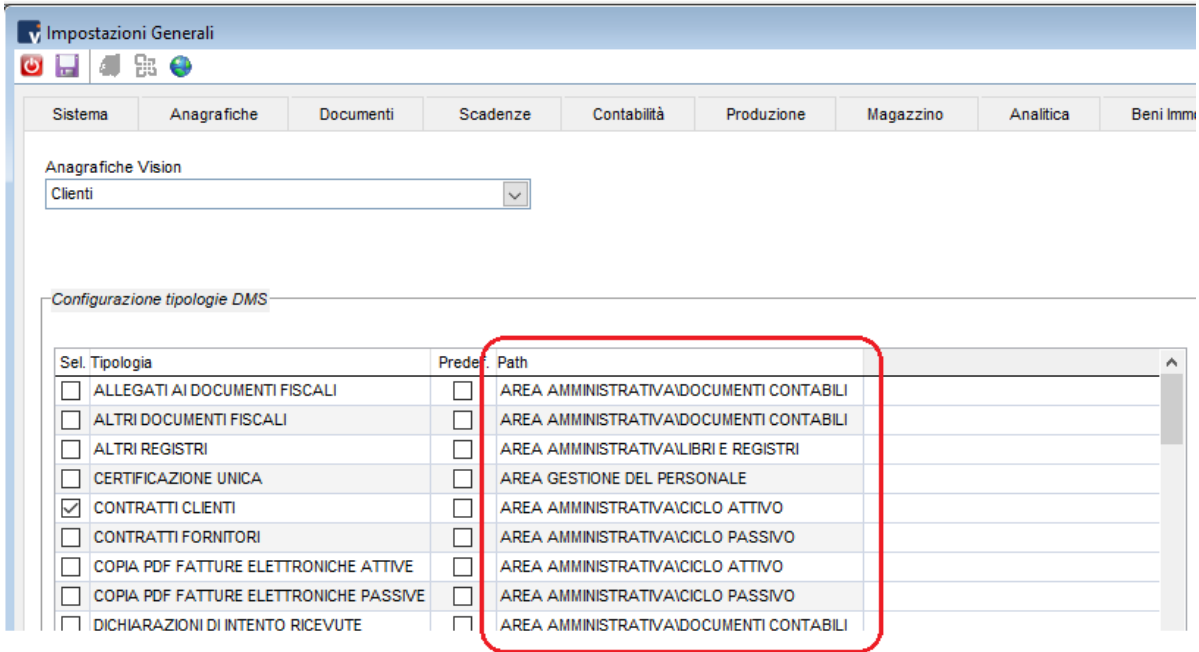 Impostazioni Generali
Sistema Anagrafiche Documenti Scadenze Contabilità Produzione Magazzino Analitica Beni Imm
Anagrafiche Vision
Clienti
Configurazione tipologie DMS
Sel. Tipologia Predef. Path
ALLEGATI AI DOCUMENTI FISCALI AREA AMMINISTRATIVA\DOCUMENTI CONTABILI
ALTRI DOCUMENTI FISCALI AREA AMMINISTRATIVA\DOCUMENTI CONTABILI
ALTRI REGISTRI AREA AMMINISTRATIVA\LIBRI E REGISTRI
CERTIFICAZIONE UNICA AREA GESTIONE DEL PERSONALE
CONTRATTI CLIENTI AREA AMMINISTRATIVA\CICLO ATTIVO
CONTRATTI FORNITORI AREA AMMINISTRATIVA\CICLO PASSIVO
COPIA PDF FATTURE ELETTRONICHE ATTIVE AREA AMMINISTRATIVA\CICLO ATTIVO
COPIA PDF FATTURE ELETTRONICHE PASSIVE AREA AMMINISTRATIVA\CICLO PASSIVO
DICHIARAZIONI DI INTENTO RICEVUTE AREA AMMINISTRATIVA\DOCUMENTI CONTABILI